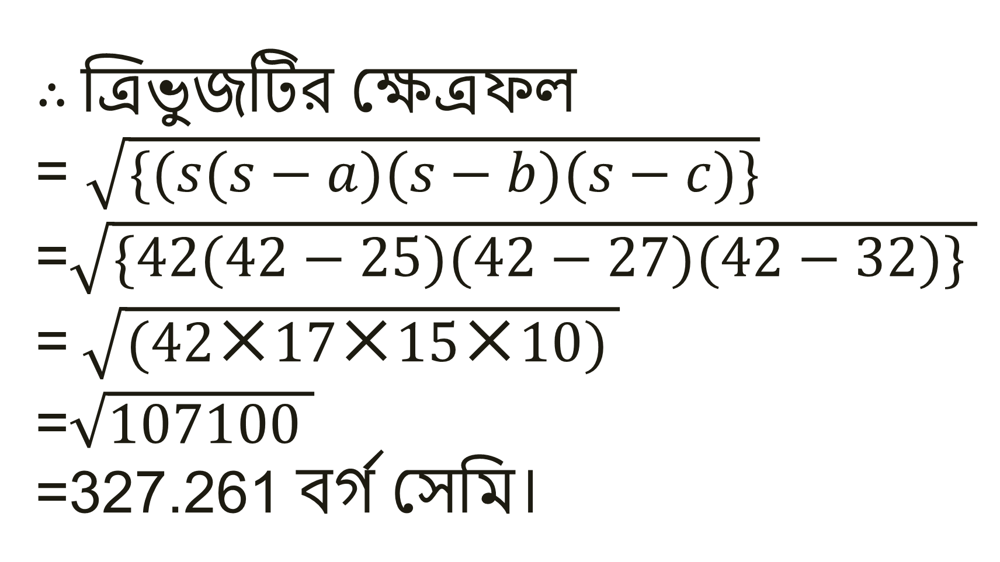 ∴ ত্রিভুজটির ক্ষেত্রফল
= √{(s(s − a)(s − b)(s − c)}
=√{42(42 − 25)(42 − 27)(42 − 32)}
= √(42×17×15×10)
=√107100
=327.261 বর্গ সেমি।